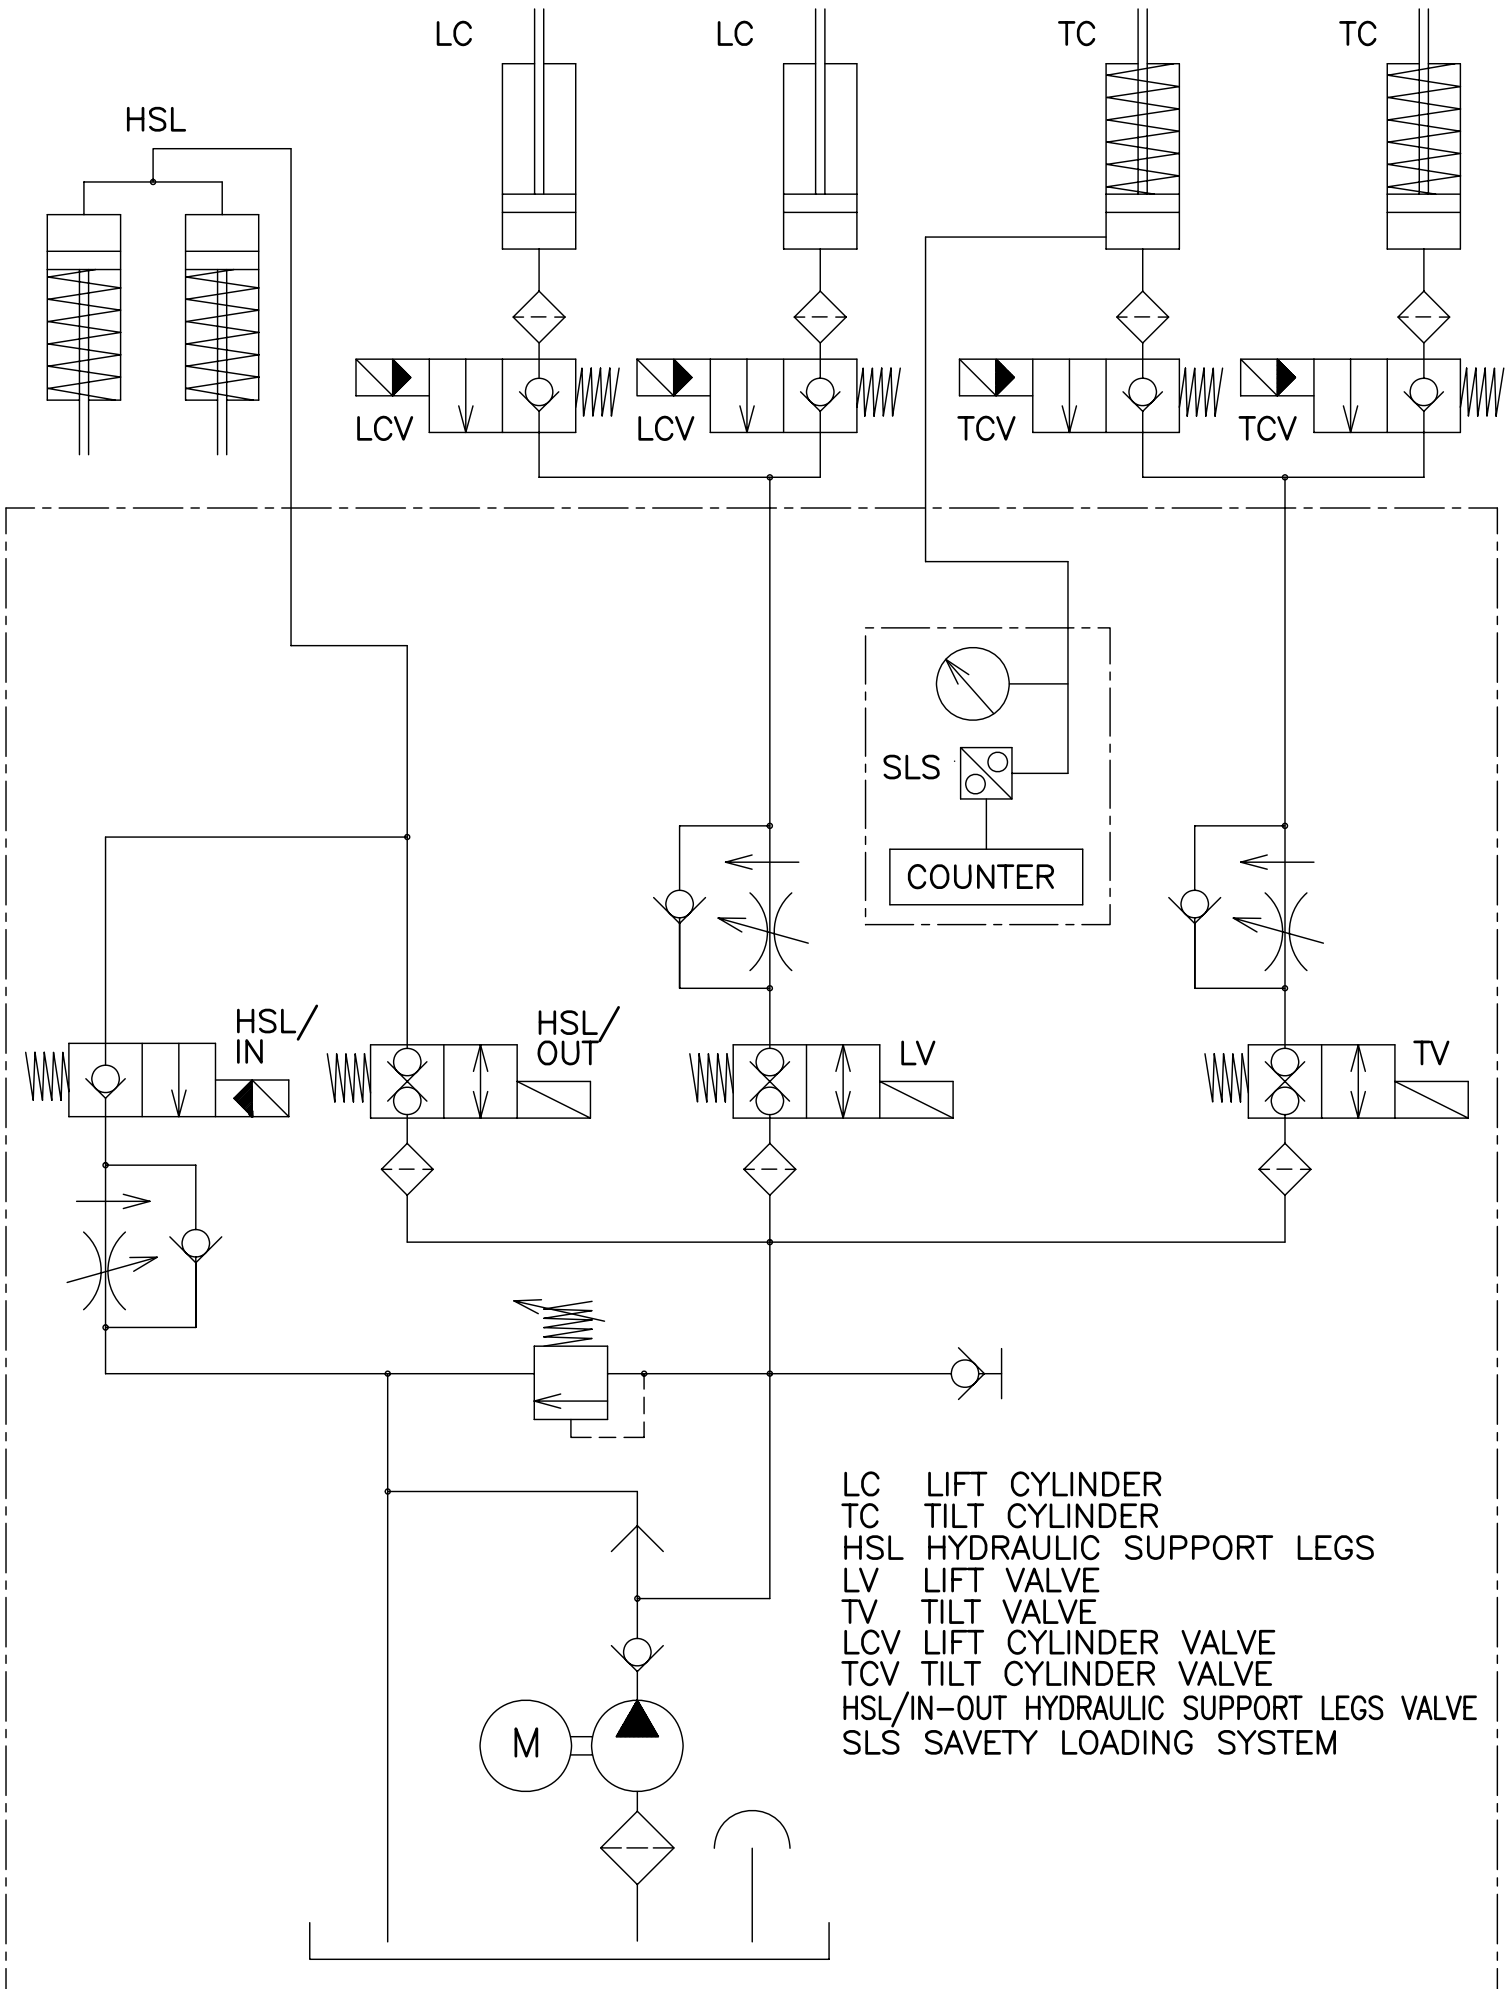 LC
LC
TC
TC
HSL
LCV
LCV
TCV
TCV
SLS
COUNTER
HSL/
IN
HSL/
OUT
LV
TV
LC LIFT CYLINDER
TC TILT CYLINDER
HSL HYDRAULIC SUPPORT LEGS
LV LIFT VALVE
TV TILT VALVE
LCV LIFT CYLINDER VALVE
TCV TILT CYLINDER VALVE
HSL/IN-OUT HYDRAULIC SUPPORT LEGS VALVE
SLS SAVETY LOADING SYSTEM
M